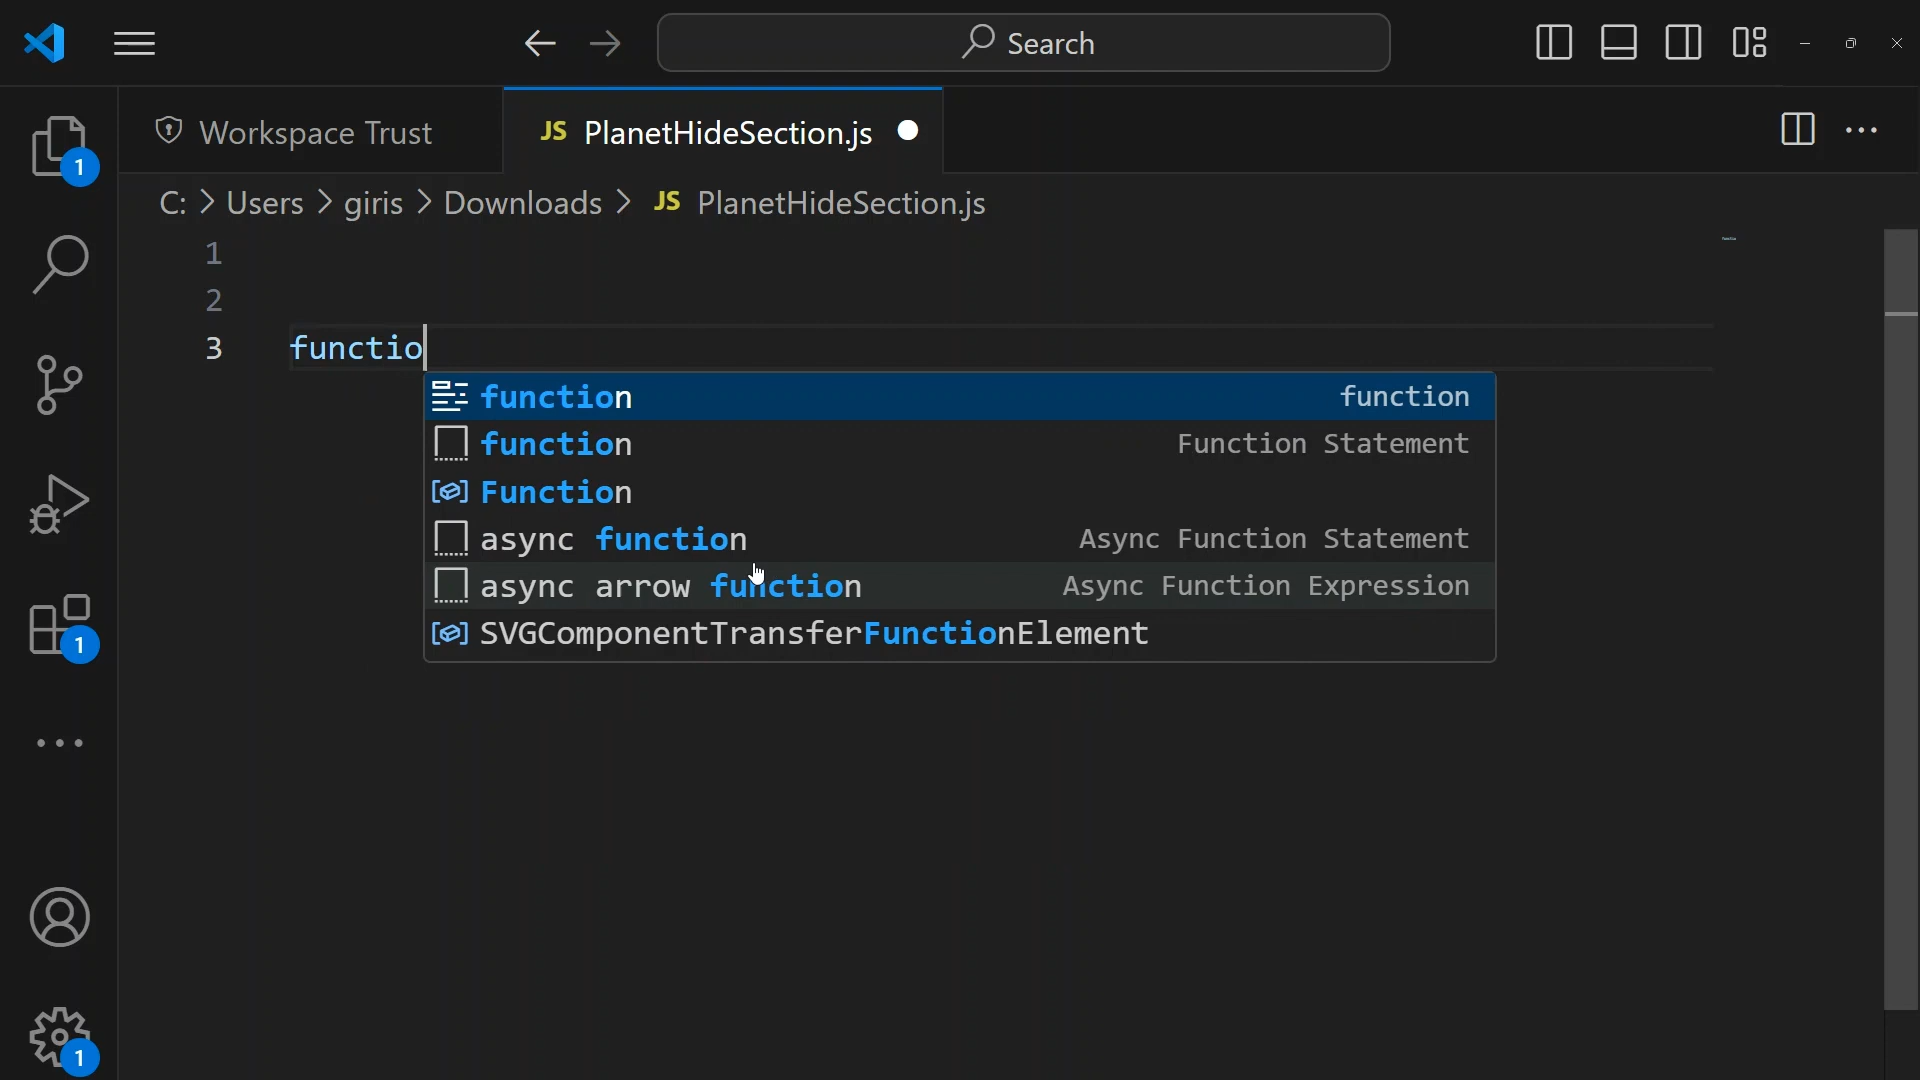 Search
Workspace Trust
JS PlanetHideSection.js
C: > Users > giris > Downloads > JS PlanetHideSection.js
1
2
3 functio
function function
function Function Statement
Function
async function Async Function Statement
async arrow function Async Function Expression
SVGComponentTransferFunctionElement
1
1
1